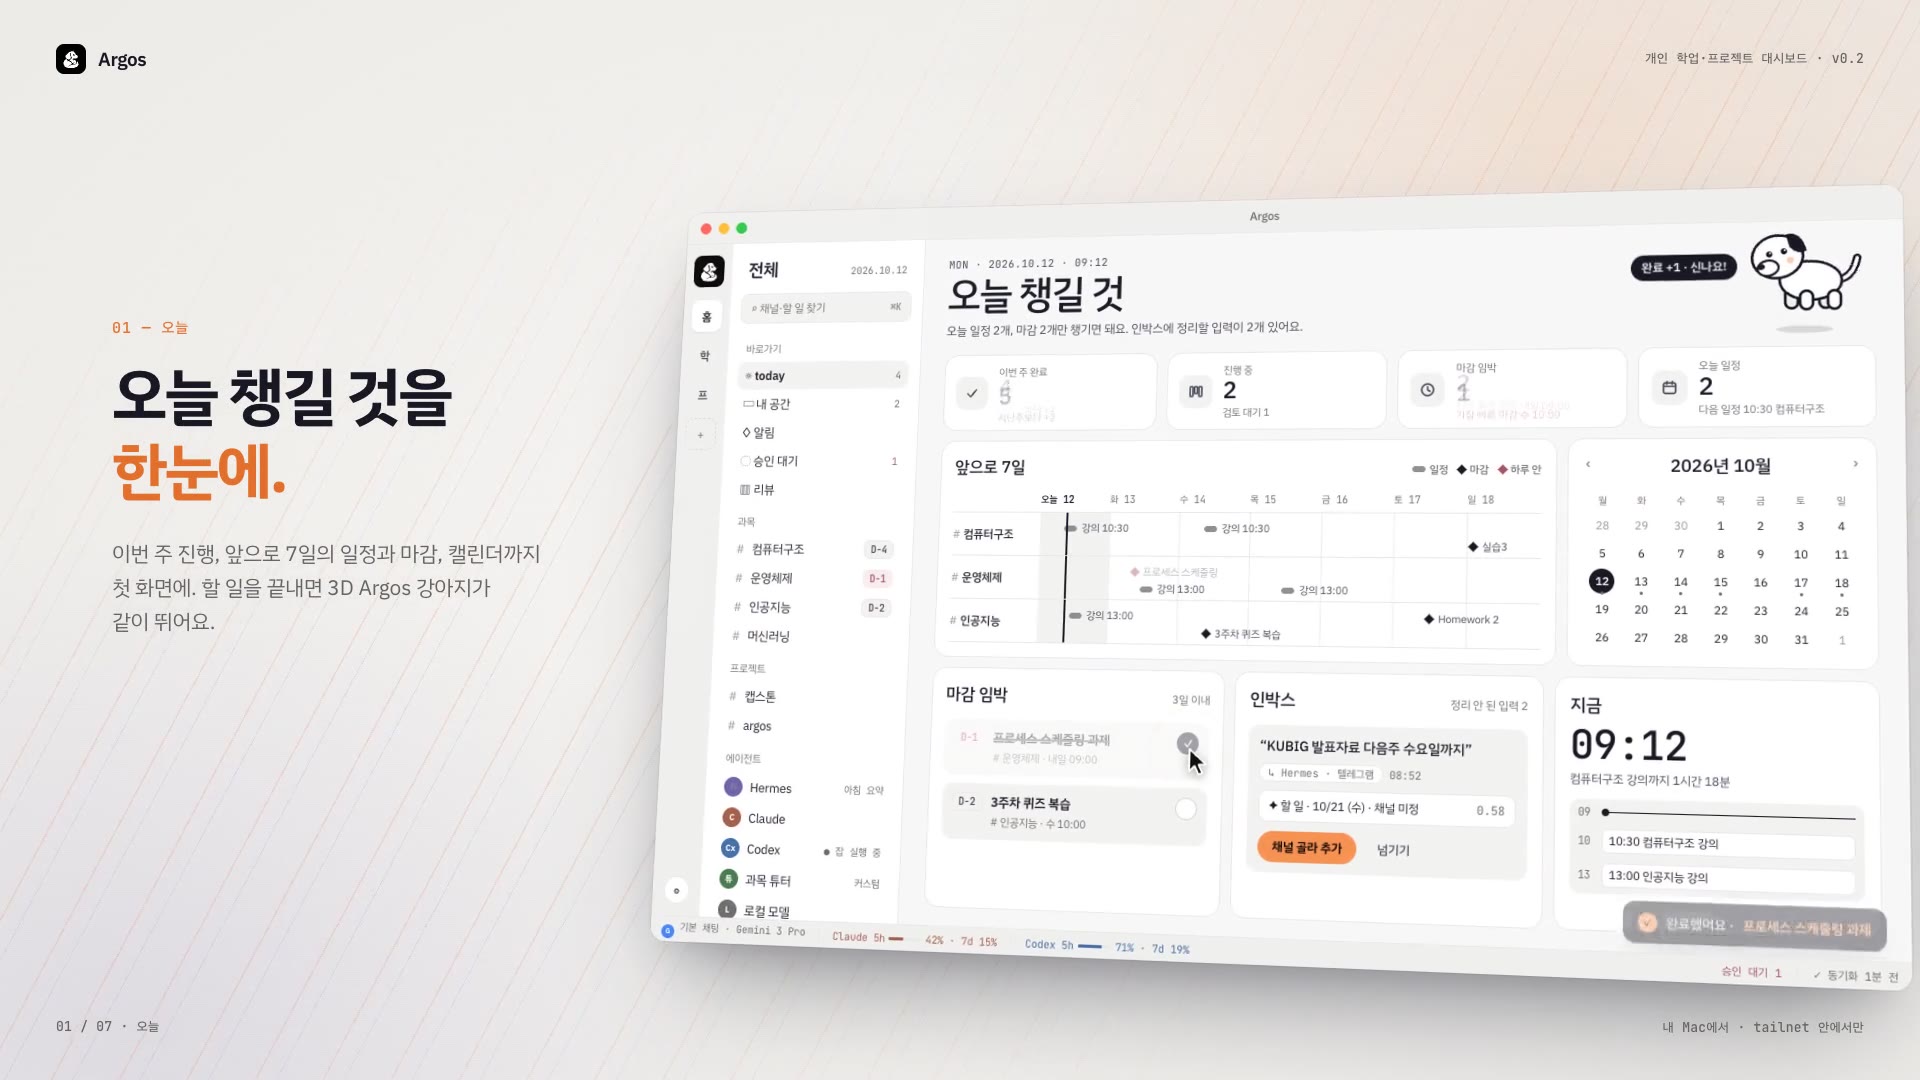 Argos
개인 학업·프로젝트 대시보드 · v0.2
01 — 오늘
오늘 챙길 것을
한눈에.
이번 주 진행, 앞으로 7일의 일정과 마감, 캘린더까지
첫 화면에. 할 일을 끝내면 3D Argos 강아지가
같이 뛰어요.
Argos
전체
2026.10.12
채널·할 일 찾기
⌘K
홈
학
프
+
바로가기
today 4
내 공간 2
알림
승인 대기 1
리뷰
과목
# 컴퓨터구조 D-4
# 운영체제 D-1
# 인공지능 D-2
# 머신러닝
프로젝트
# 캡스톤
# argos
에이전트
Hermes 아침 요약
C Claude
Cx Codex 잡 실행 중
튜 과목 튜터 커스텀
L 로컬 모델
MON · 2026.10.12 · 09:12
오늘 챙길 것
오늘 일정 2개, 마감 2개만 챙기면 돼요. 인박스에 정리할 입력이 2개 있어요.
완료 +1 · 신나요!
이번 주 완료
5
진행 중
2
검토 대기 1
마감 임박
1
오늘 일정
2
다음 일정 10:30 컴퓨터구조
앞으로 7일
일정 마감 하루 안
오늘 12 화 13 수 14 목 15 금 16 토 17 일 18
# 컴퓨터구조 강의 10:30 강의 10:30 실습3
# 운영체제 프로세스 스케줄링 강의 13:00 강의 13:00
# 인공지능 강의 13:00 3주차 퀴즈 복습 Homework 2
‹ 2026년 10월 ›
월 화 수 목 금 토 일
28 29 30 1 2 3 4
5 6 7 8 9 10 11
12 13 14 15 16 17 18
19 20 21 22 23 24 25
26 27 28 29 30 31 1
마감 임박
3일 이내
D-1 프로세스 스케줄링 과제
# 운영체제 · 내일 09:00
D-2 3주차 퀴즈 복습
# 인공지능 · 수 10:00
인박스
정리 안 된 입력 2
“KUBIG 발표자료 다음주 수요일까지”
↳ Hermes · 텔레그램 08:52
✦ 할 일 · 10/21 (수) · 채널 미정 0.58
채널 골라 추가
넘기기
지금
09:12
컴퓨터구조 강의까지 1시간 18분
09
10 10:30 컴퓨터구조 강의
13 13:00 인공지능 강의
완료했어요 · 프로세스 스케줄링 과제
G 기본 채팅 · Gemini 3 Pro
Claude 5h 42% · 7d 15%
Codex 5h 71% · 7d 19%
승인 대기 1
✓ 동기화 1분 전
01 / 07 · 오늘
내 Mac에서 · tailnet 안에서만